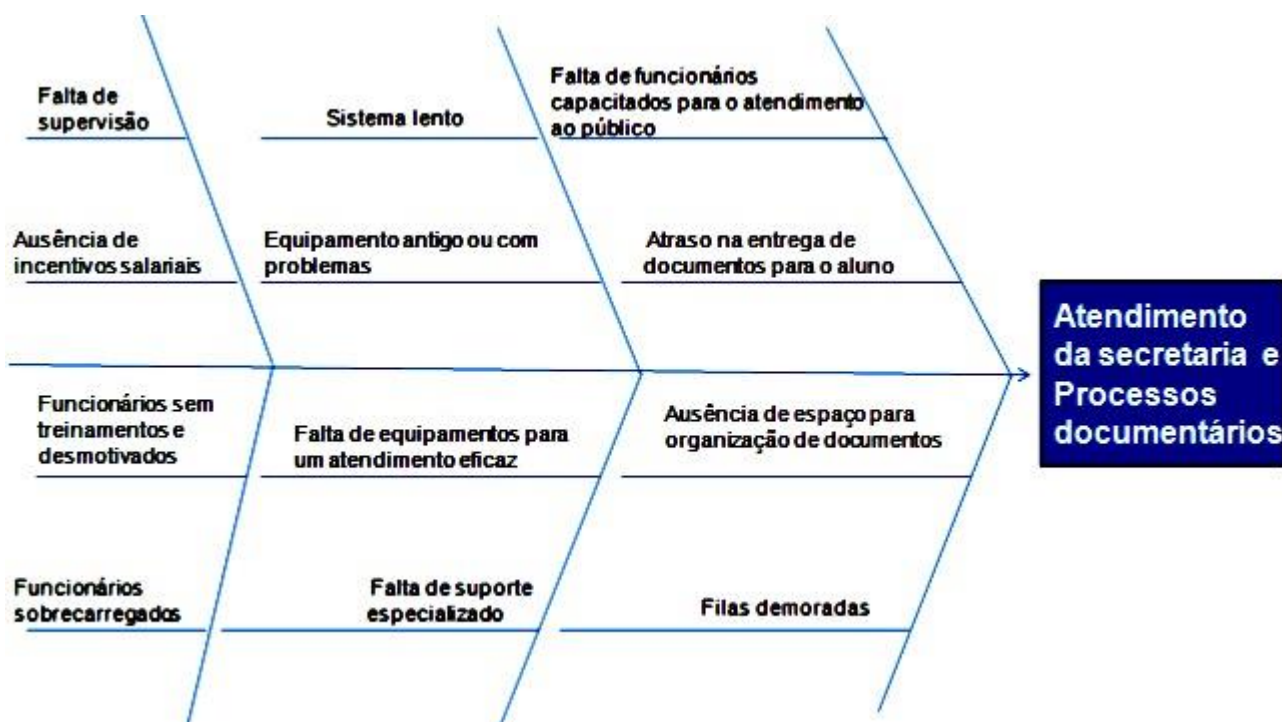 Falta de
supervisão
Sistema lento
Falta de funcionários
capacitados para o atendimento
ao público
Ausência de
incentivos salariais
Equipamento antigo ou com
problemas
Atraso na entrega de
documentos para o aluno
Atendimento
da secretaria e
Processos
documentários
Funcionários sem
treinamentos e
desmotivados
Falta de equipamentos para
um atendimento eficaz
Ausência de espaço para
organização de documentos
Funcionários
sobrecarregados
Falta de suporte
especializado
Filas demoradas